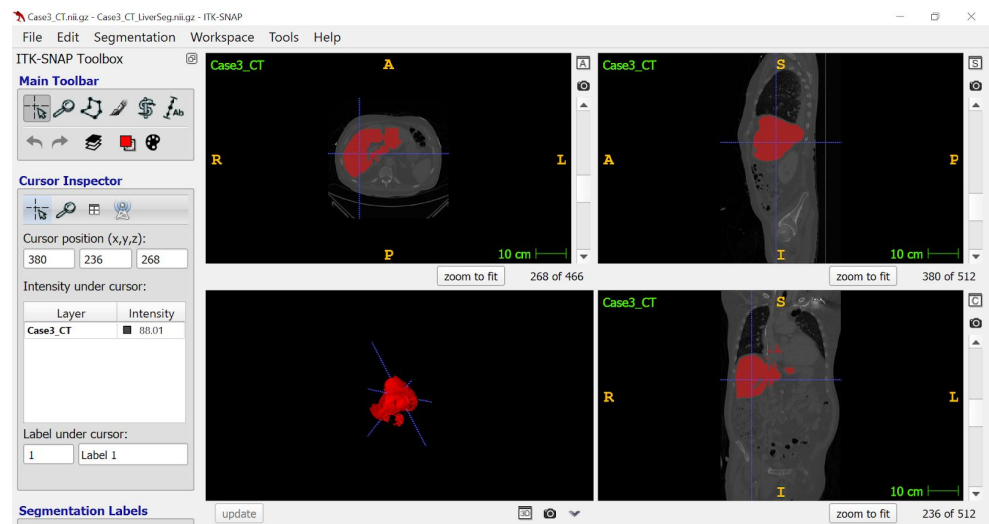 Case3_CT.nii.gz - Case3_CT_LiverSeg.nii.gz - ITK-SNAP
File Edit Segmentation Workspace Tools Help
ITK-SNAP Toolbox
Main Toolbar
Ab
Cursor Inspector
Cursor position (x,y,z):
380 236 268
Intensity under cursor:
Layer Intensity
Case3_CT 88.01
Label under cursor:
1 Label 1
Segmentation Labels
Case3_CT A A
R L
P 10 cm
zoom to fit 268 of 466
Case3_CT S S
A P
I 10 cm
zoom to fit 380 of 512
update 3D
Case3_CT S C
R L
I 10 cm
zoom to fit 236 of 512